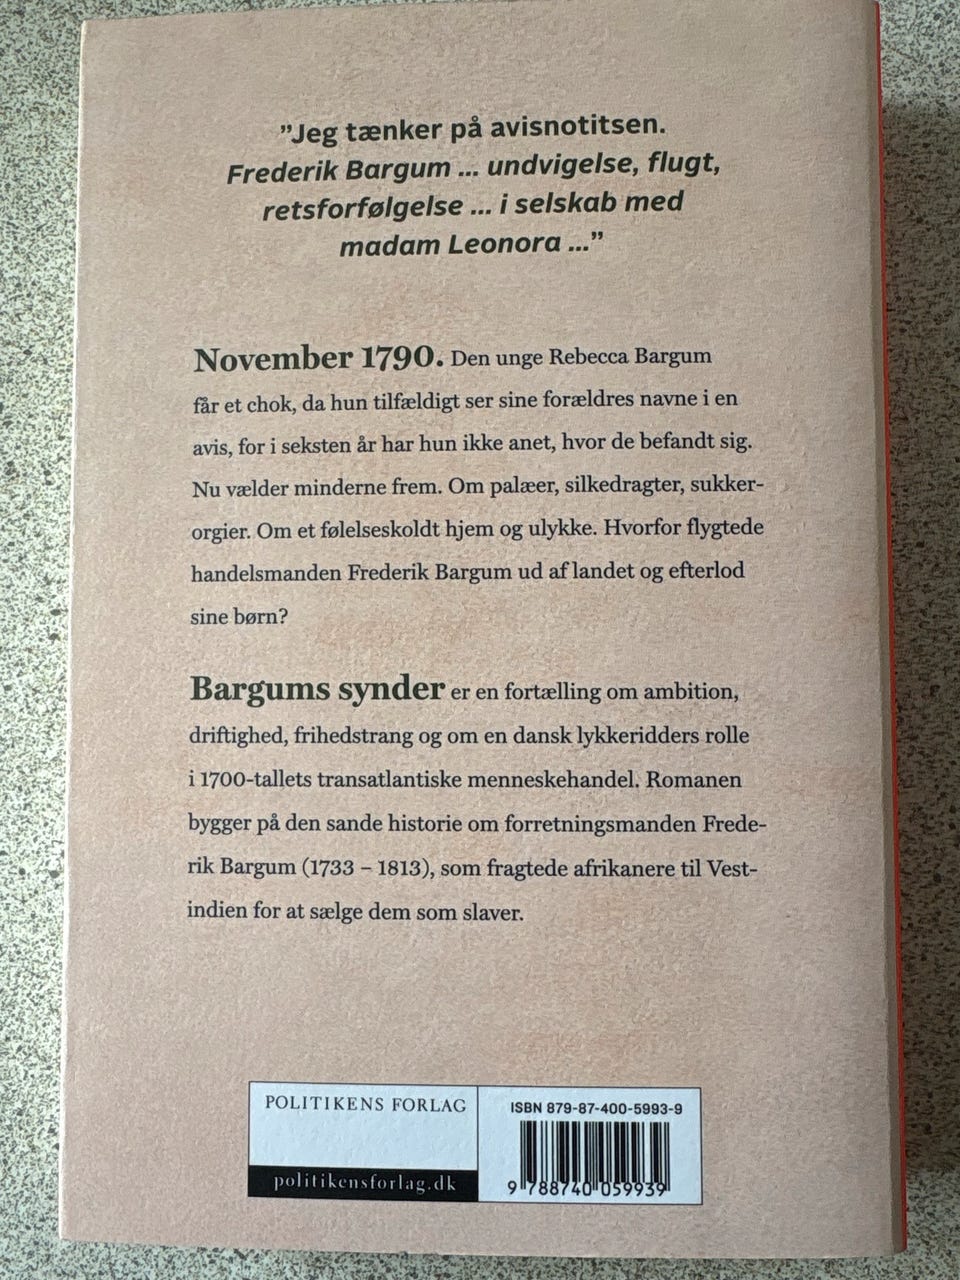 ”Jeg tænker på avisnotitsen.
Frederik Bargum ... undvigelse, flugt,
retsforfølgelse ... i selskab med
madam Leonora ...”
November 1790. Den unge Rebecca Bargum
får et chok, da hun tilfældigt ser sine forældres navne i en
avis, for i seksten år har hun ikke anet, hvor de befandt sig.
Nu vælder minderne frem. Om palæer, silkedragter, sukker-
orgier. Om et følelseskoldt hjem og ulykke. Hvorfor flygtede
handelsmanden Frederik Bargum ud af landet og efterlod
sine børn?
Bargums synder er en fortælling om ambition,
driftighed, frihedstrang og om en dansk lykkeridders rolle
i 1700-tallets transatlantiske menneskehandel. Romanen
bygger på den sande historie om forretningsmanden Frede-
rik Bargum (1733 – 1813), som fragtede afrikanere til Vest-
indien for at sælge dem som slaver.
POLITIKENS FORLAG
politikensforlag.dk
ISBN 879-87-400-5993-9
9 788740 059939